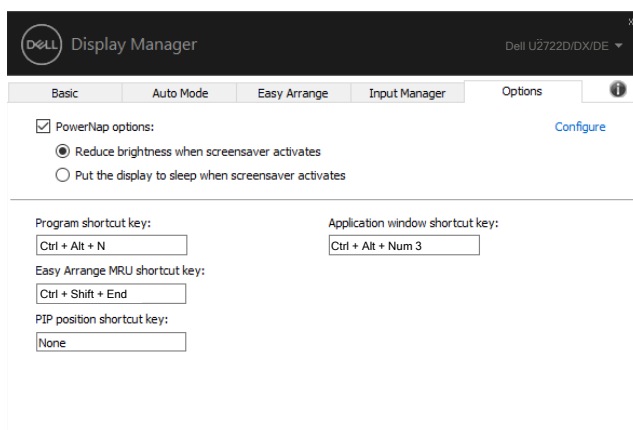 DELL Display Manager
Dell U2722D/DX/DE
Basic Auto Mode Easy Arrange Input Manager Options
PowerNap options: Configure
Reduce brightness when screensaver activates
Put the display to sleep when screensaver activates
Program shortcut key: Application window shortcut key:
Ctrl + Alt + N Ctrl + Alt + Num 3
Easy Arrange MRU shortcut key:
Ctrl + Shift + End
PIP position shortcut key:
None